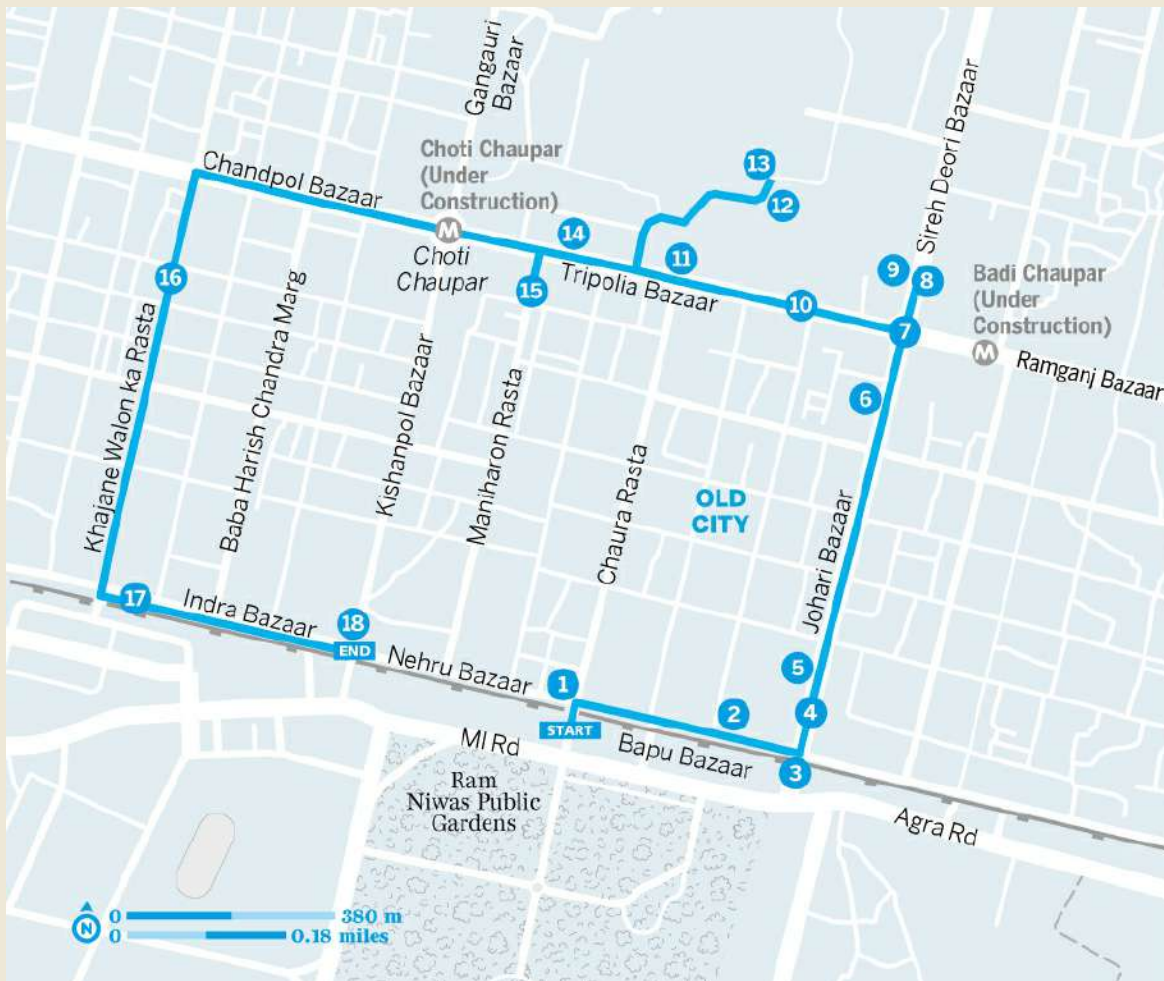 Gangauri
Bazaar
Sireh Deori Bazaar
Choti Chaupar
(Under
Construction)
M
13
12
Chandpol Bazaar
14
Choti
Chaupar
11
Tripolia Bazaar
9
8
Badi Chaupar
(Under
Construction)
M
16
15
10
7
Ramganj Bazaar
6
Khajane Walon ka Rasta
Baba Harish Chandra Marg
Kishanpol Bazaar
Maniharon Rasta
Chaura Rasta
OLD
CITY
Johari Bazaar
17
Indra Bazaar
18
END
Nehru Bazaar
1
START
2
5
4
Bapu Bazaar
3
MI Rd
Ram
Niwas Public
Gardens
Agra Rd
N
0 380 m
0 0.18 miles